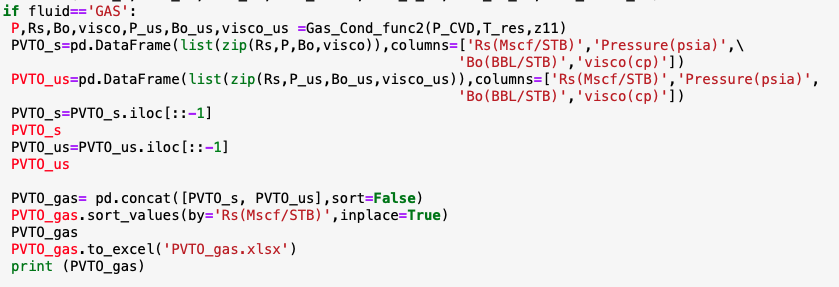 if fluid=='GAS':
 P,Rs,Bo,visco,P_us,Bo_us,visco_us =Gas_Cond_func2(P_CVD,T_res,z11)
 PVTO_s=pd.DataFrame(list(zip(Rs,P,Bo,visco)),columns=['Rs(Mscf/STB)','Pressure(psia)',\
                                                       'Bo(BBL/STB)','visco(cp)'])
 PVTO_us=pd.DataFrame(list(zip(Rs,P_us,Bo_us,visco_us)),columns=['Rs(Mscf/STB)','Pressure(psia)',
                                                       'Bo(BBL/STB)','visco(cp)'])
 PVTO_s=PVTO_s.iloc[::-1]
 PVTO_s
 PVTO_us=PVTO_us.iloc[::-1]
 PVTO_us
 PVTO_gas= pd.concat([PVTO_s, PVTO_us],sort=False)
 PVTO_gas.sort_values(by='Rs(Mscf/STB)',inplace=True)
 PVTO_gas
 PVTO_gas.to_excel('PVTO_gas.xlsx')
 print (PVTO_gas)